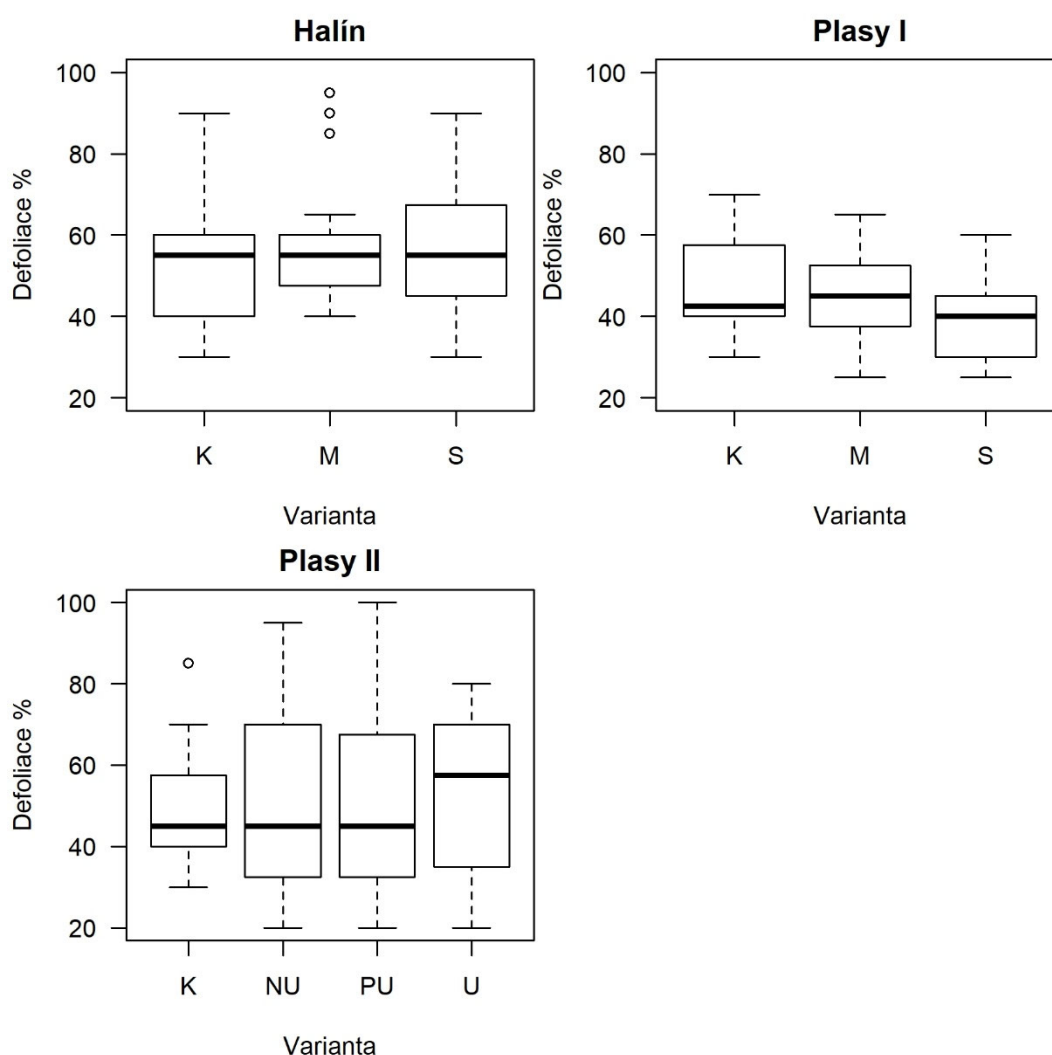 Halín
Defoliace %
100
80
60
40
20
K M S
Varianta
Plasy I
Defoliace %
100
80
60
40
20
K M S
Varianta
Plasy II
Defoliace %
100
80
60
40
20
K NU PU U
Varianta